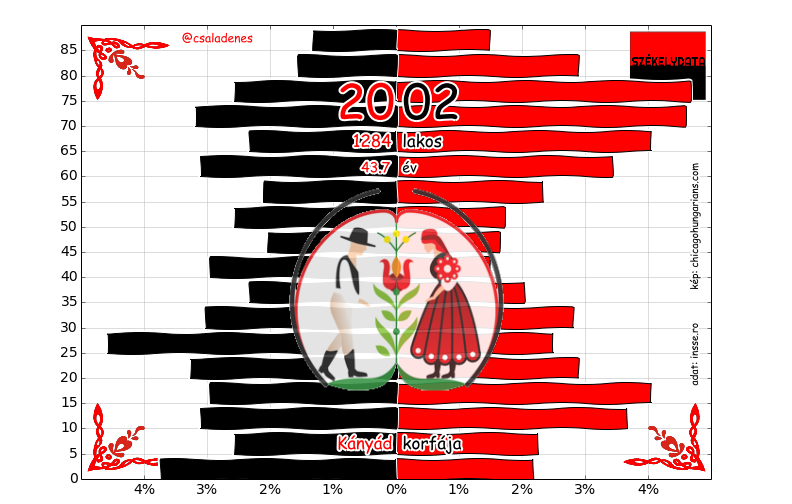 @csaladenes
SZÉKELYDATA
2002
1284 lakos
43.7 év
kép: chicagohungarians.com
adat: insse.ro
Kányád korfája
85
80
75
70
65
60
55
50
45
40
35
30
25
20
15
10
5
0
4% 3% 2% 1% 0% 1% 2% 3% 4%